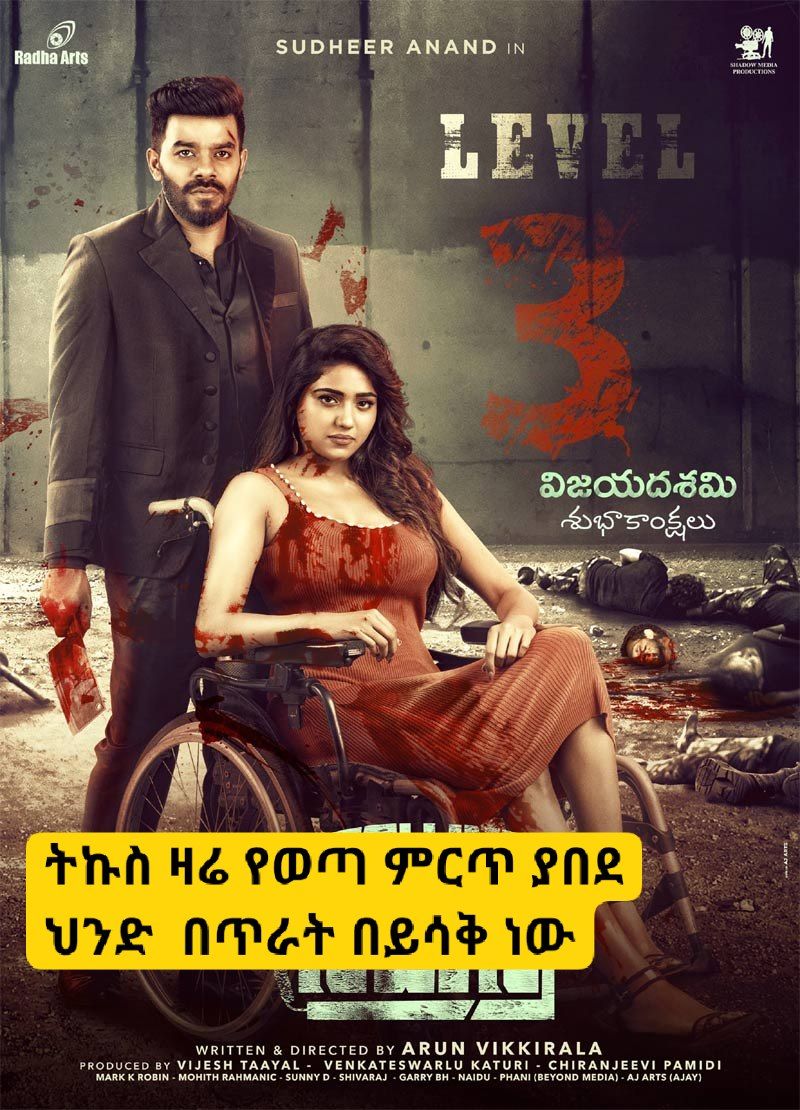 Radha Arts
SUDHEER ANAND IN
SHADOW MEDIA
PRODUCTIONS
LEVEL
3
విజయదశమి
శుభాకాంక్షలు
ትኩስ ዛሬ የወጣ ምርጥ ያበደ
ህንድ በጥራት በይሳቅ ነው
WRITTEN & DIRECTED BY ARUN VIKKIRALA
PRODUCED BY VIJESH TAAYAL - VENKATESWARLU KATURI - CHIRANJEEVI PAMIDI
MARK K ROBIN - MOHITH RAHMANIC - SUNNY D - SHIVARAJ - GARRY BH - NAIDU - PHANI (BEYOND MEDIA) - AJ ARTS (AJAY)
AJ ARTS